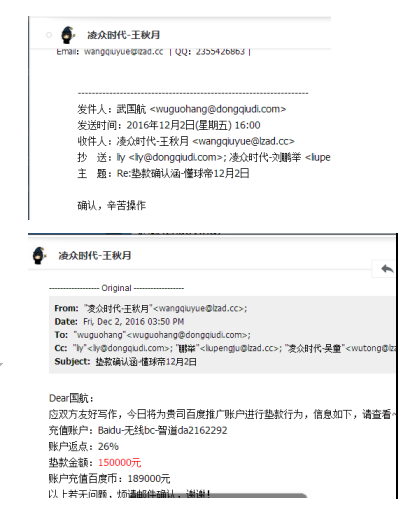 凌众时代-王秋月
Email: wangqiuyue@lzad.cc | QQ: 2355426863 |
发件人：武国航 <wuguohang@dongqiudi.com>
发送时间：2016年12月2日(星期五) 16:00
收件人：凌众时代-王秋月 <wangqiuyue@lzad.cc>
抄 送：liy <liy@dongqiudi.com>; 凌众时代-刘鹏举 <liupe
主 题：Re:垫款确认函-懂球帝12月2日
确认，辛苦操作
凌众时代-王秋月
------------------ Original ------------------
From: "凌众时代-王秋月"<wangqiuyue@lzad.cc>;
Date: Fri, Dec 2, 2016 03:50 PM
To: "wuguohang"<wuguohang@dongqiudi.com>;
Cc: "liy"<liy@dongqiudi.com>; "鹏举"<liupengju@lzad.cc>; "凌众时代-吴童"<wutong@lza
Subject: 垫款确认函-懂球帝12月2日
Dear国航：
应双方友好写作，今日将为贵司百度推广账户进行垫款行为，信息如下，请查看~
充值账户：Baidu-无线bc-智道da2162292
账户返点：26%
垫款金额：150000元
账户充值百度币：189000元
以上若无问题，烦请邮件确认，谢谢！